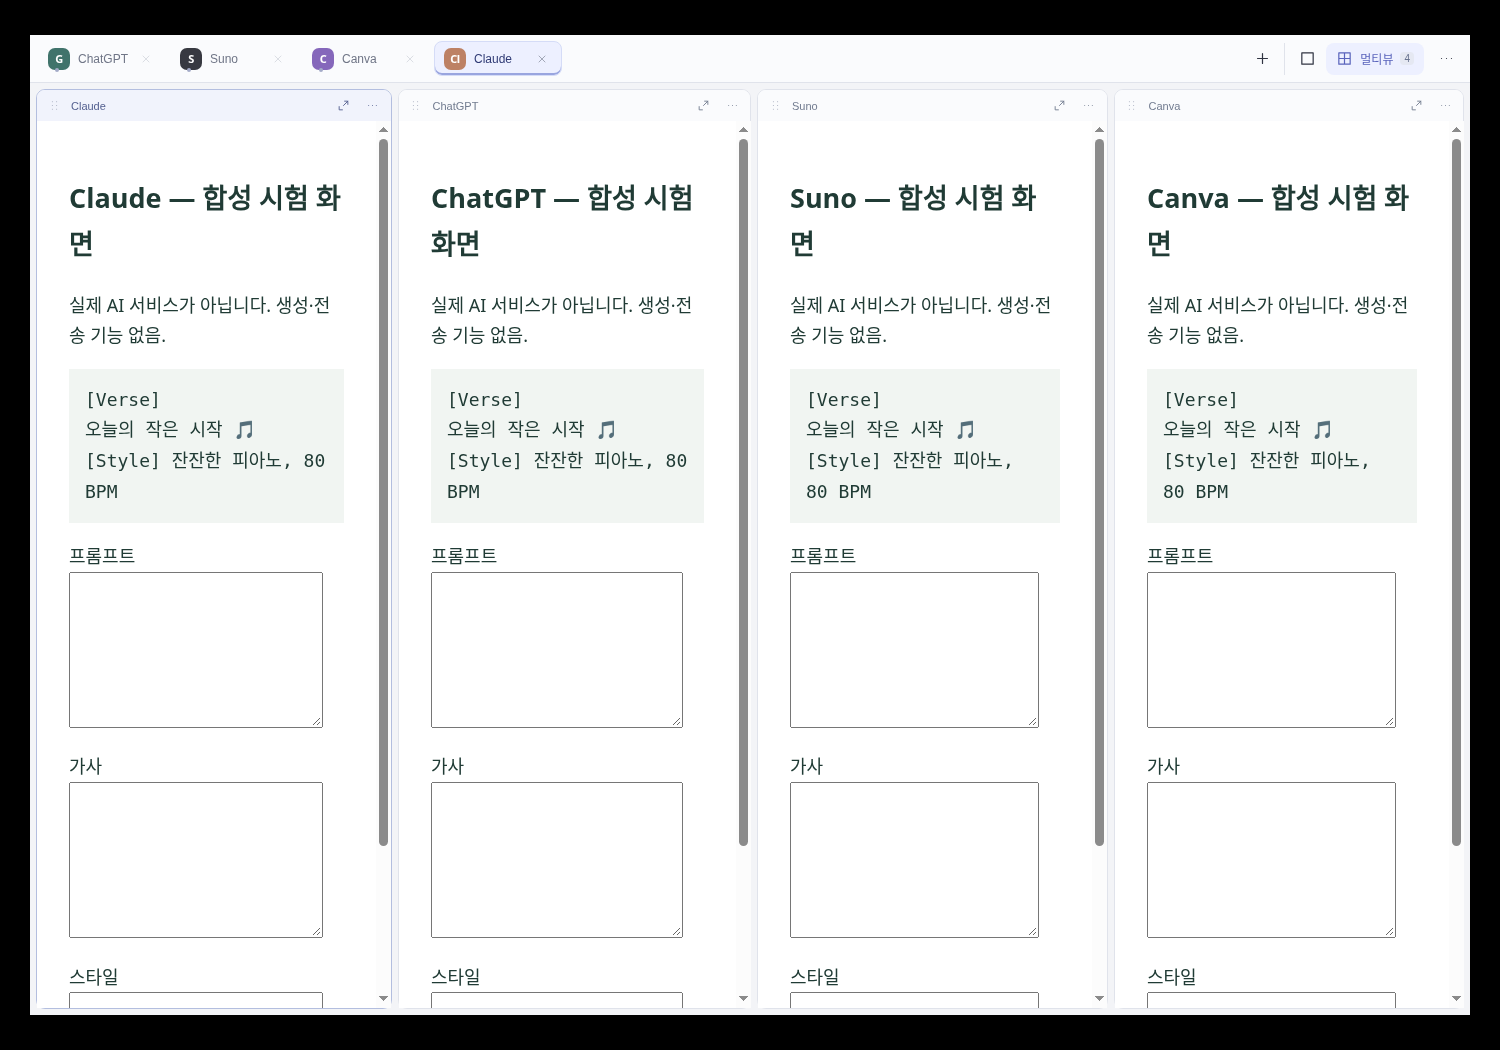 G ChatGPT ×
S Suno ×
C Canva ×
Cl Claude ×
+
멀티뷰 4
...
Claude
...
ChatGPT
...
Suno
...
Canva
...
Claude — 합성 시험 화
면
실제 AI 서비스가 아닙니다. 생성·전
송 기능 없음.
[Verse]
오늘의 작은 시작 🎵
[Style] 잔잔한 피아노, 80
BPM
프롬프트
가사
스타일
ChatGPT — 합성 시험
화면
실제 AI 서비스가 아닙니다. 생성·전
송 기능 없음.
[Verse]
오늘의 작은 시작 🎵
[Style] 잔잔한 피아노, 80
BPM
프롬프트
가사
스타일
Suno — 합성 시험 화
면
실제 AI 서비스가 아닙니다. 생성·전
송 기능 없음.
[Verse]
오늘의 작은 시작 🎵
[Style] 잔잔한 피아노,
80 BPM
프롬프트
가사
스타일
Canva — 합성 시험 화
면
실제 AI 서비스가 아닙니다. 생성·전
송 기능 없음.
[Verse]
오늘의 작은 시작 🎵
[Style] 잔잔한 피아노,
80 BPM
프롬프트
가사
스타일